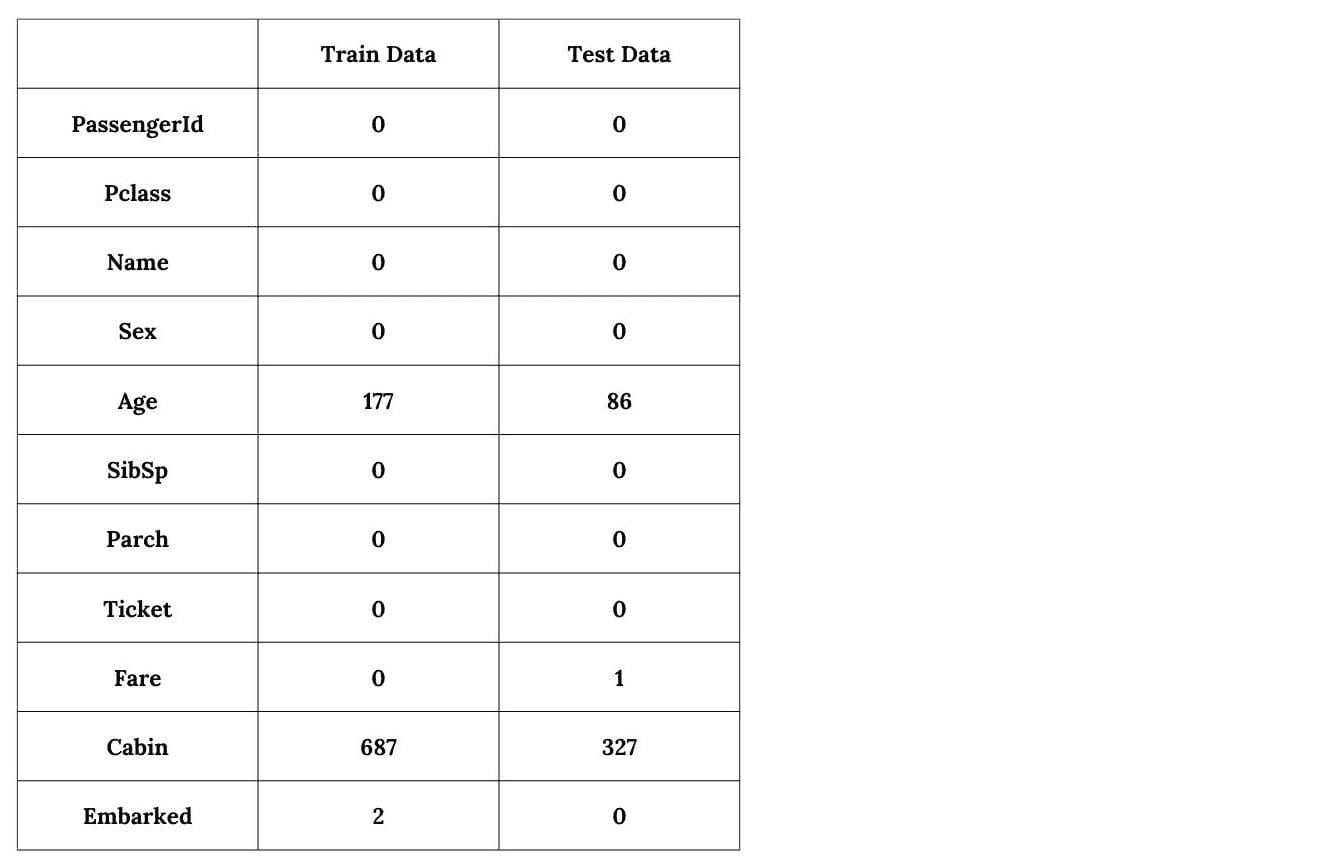 Train Data Test Data
PassengerId 0 0
Pclass 0 0
Name 0 0
Sex 0 0
Age 177 86
SibSp 0 0
Parch 0 0
Ticket 0 0
Fare 0 1
Cabin 687 327
Embarked 2 0